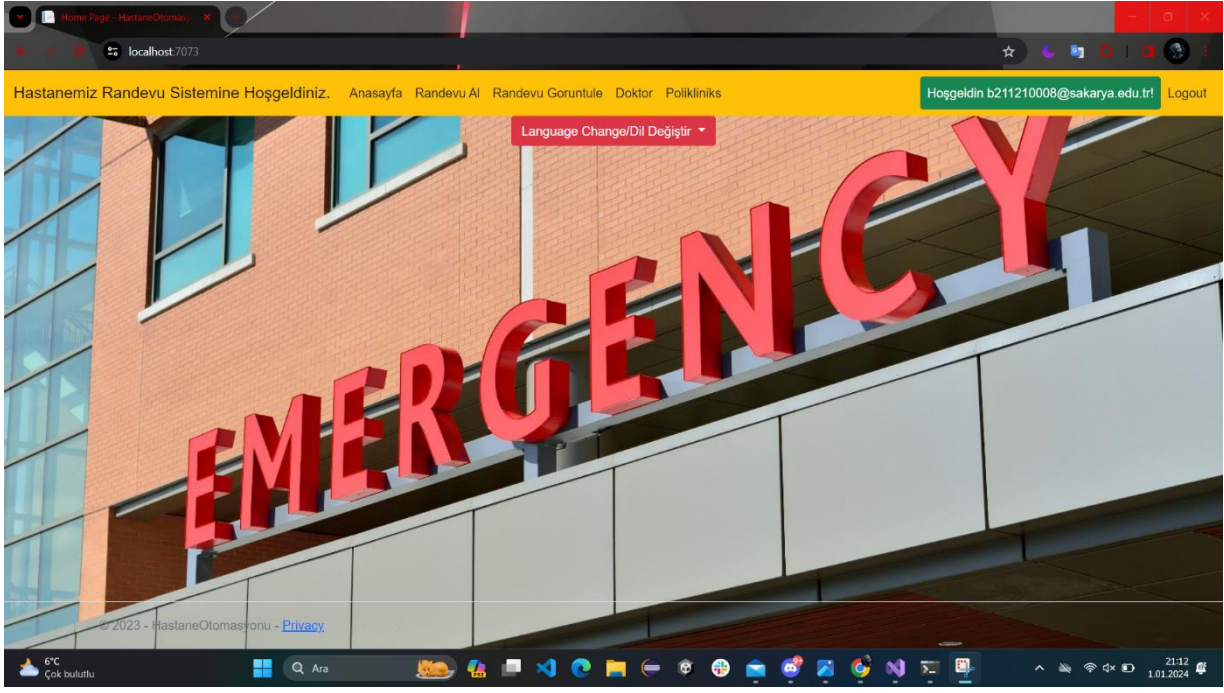 Home Page - HastaneOtomasy
localhost:7073
Hastanemiz Randevu Sistemine Hoşgeldiniz. Anasayfa Randevu Al Randevu Goruntule Doktor Polikliniks Hoşgeldin b211210008@sakarya.edu.tr! Logout
Language Change/Dil Değiştir
EMERGENCY
© 2023 - HastaneOtomasyonu - Privacy
6°C
Çok bulutlu
Ara
21:12
1.01.2024